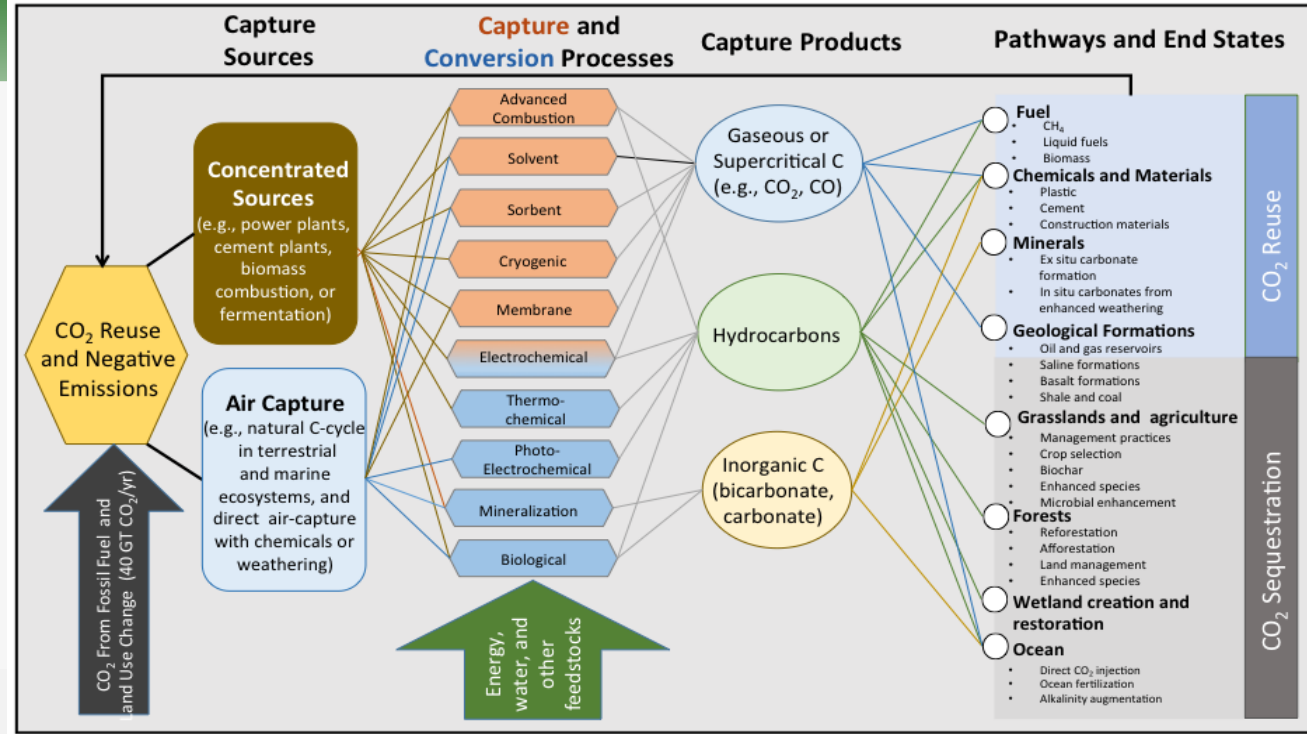 Capture
Sources
Capture and
Conversion Processes
Capture Products
Pathways and End States
CO₂ Reuse
and Negative
Emissions
CO₂ From Fossil Fuel and
Land Use Change (40 GT CO₂/yr)
Concentrated
Sources
(e.g., power plants,
cement plants,
biomass
combustion, or
fermentation)
Air Capture
(e.g., natural C-cycle
in terrestrial
and marine
ecosystems, and
direct air-capture
with chemicals or
weathering)
Advanced
Combustion
Solvent
Sorbent
Cryogenic
Membrane
Electrochemical
Thermo-
chemical
Photo-
Electrochemical
Mineralization
Biological
Energy,
water, and
other
feedstocks
Gaseous or
Supercritical C
(e.g., CO₂, CO)
Hydrocarbons
Inorganic C
(bicarbonate,
carbonate)
Fuel
• CH₄
• Liquid fuels
• Biomass
Chemicals and Materials
• Plastic
• Cement
• Construction materials
Minerals
• Ex situ carbonate
formation
• In situ carbonates from
enhanced weathering
Geological Formations
• Oil and gas reservoirs
• Saline formations
• Basalt formations
• Shale and coal
Grasslands and agriculture
• Management practices
• Crop selection
• Biochar
• Enhanced species
• Microbial enhancement
Forests
• Reforestation
• Afforestation
• Land management
• Enhanced species
Wetland creation and
restoration
Ocean
• Direct CO₂ injection
• Ocean fertilization
• Alkalinity augmentation
CO₂ Reuse
CO₂ Sequestration